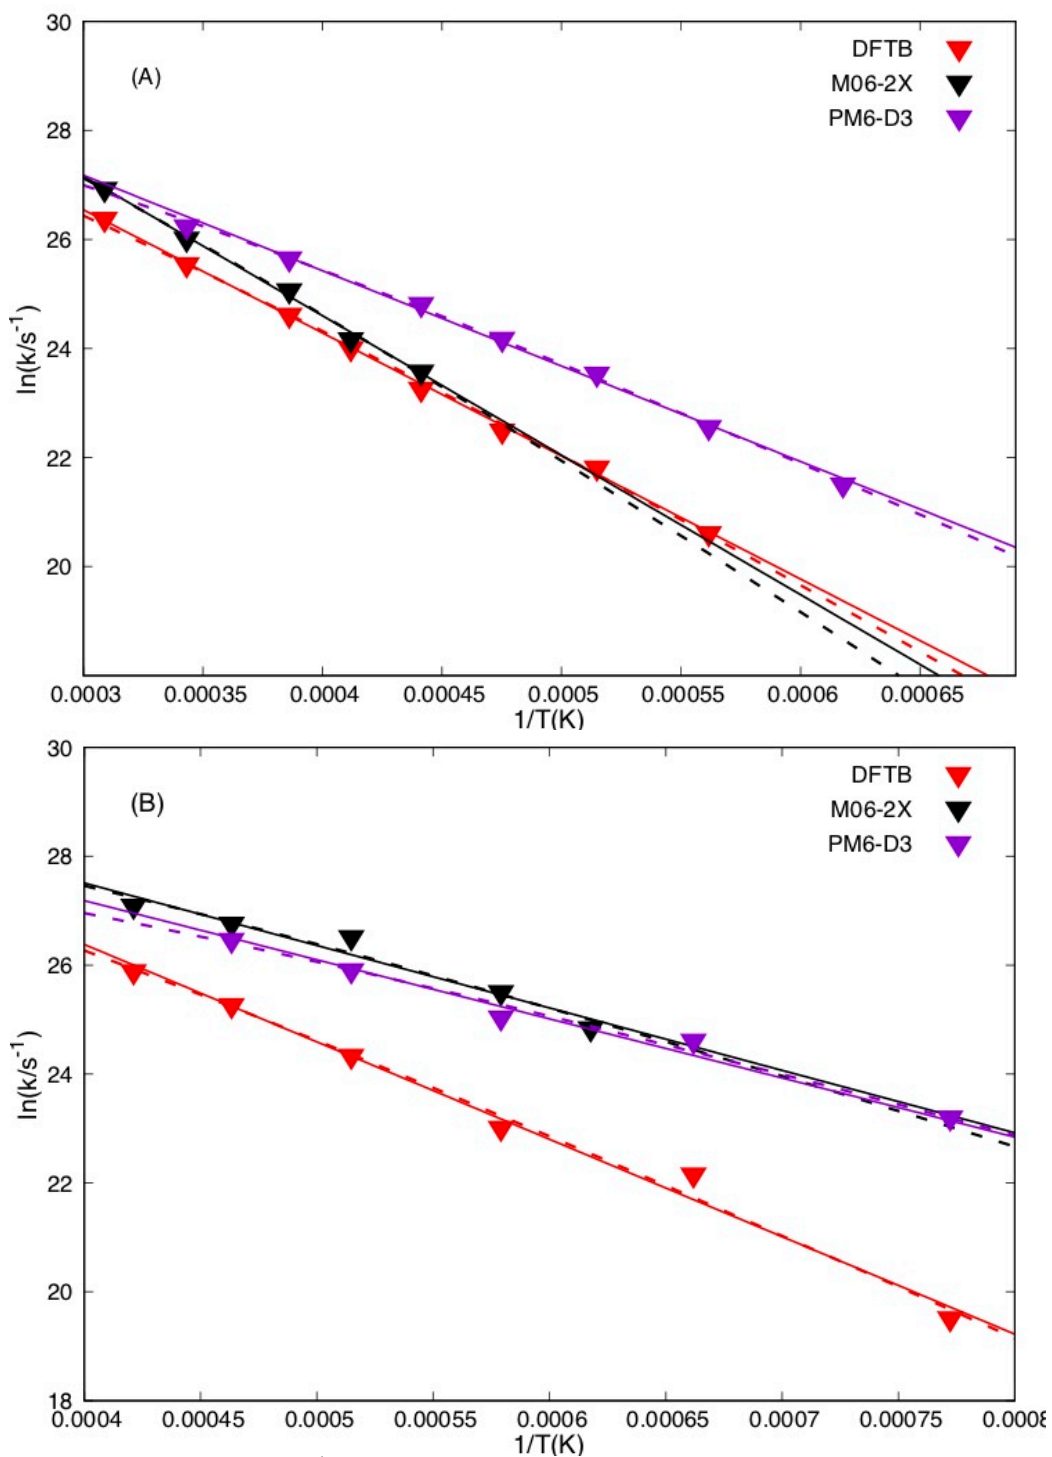 30
(A)
DFTB
M06-2X
PM6-D3
28
26
24
22
20
ln(k/s-1)
0.0003 0.00035 0.0004 0.00045 0.0005 0.00055 0.0006 0.00065
1/T(K)
30
(B)
DFTB
M06-2X
PM6-D3
28
26
24
22
20
18
ln(k/s-1)
0.0004 0.00045 0.0005 0.00055 0.0006 0.00065 0.0007 0.00075 0.0008
1/T(K)